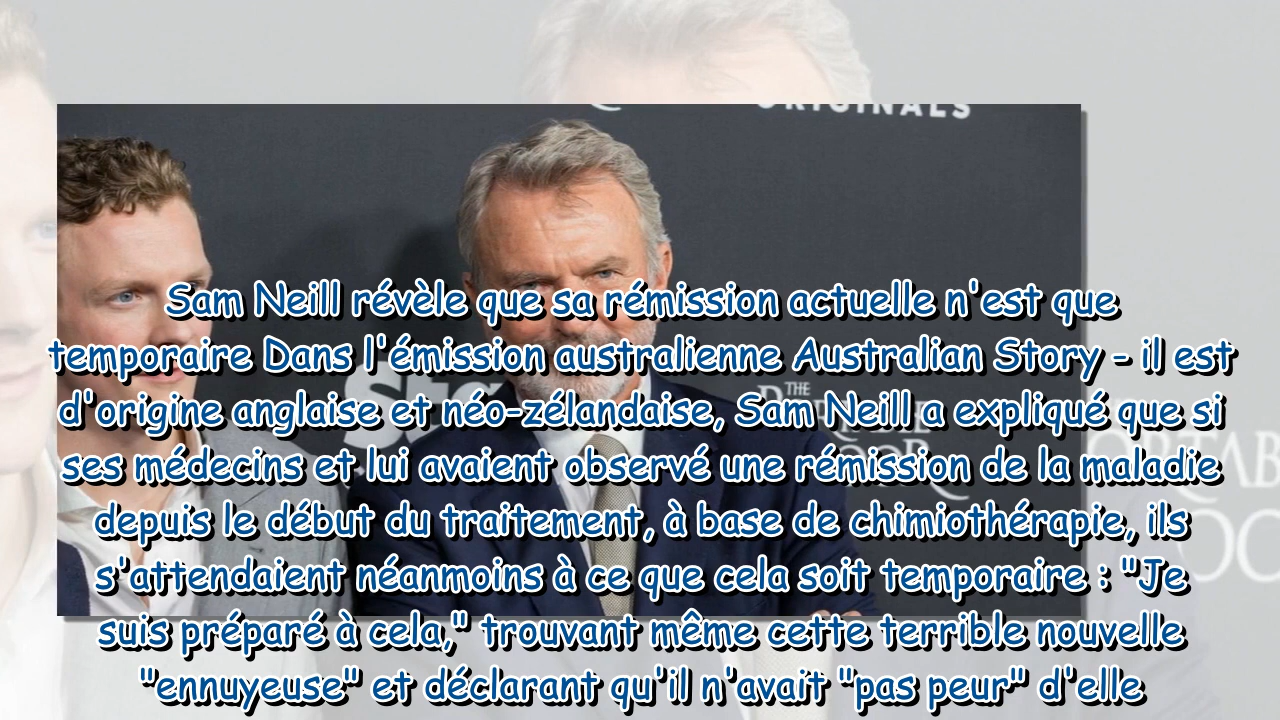 ORIGINALS
Sam Neill révèle que sa rémission actuelle n'est que
temporaire Dans l'émission australienne Australian Story - il est
d'origine anglaise et néo-zélandaise, Sam Neill a expliqué que si
ses médecins et lui avaient observé une rémission de la maladie
depuis le début du traitement, à base de chimiothérapie, ils
s'attendaient néanmoins à ce que cela soit temporaire : "Je
suis préparé à cela," trouvant même cette terrible nouvelle
"ennuyeuse" et déclarant qu'il n'avait "pas peur" d'elle
THE